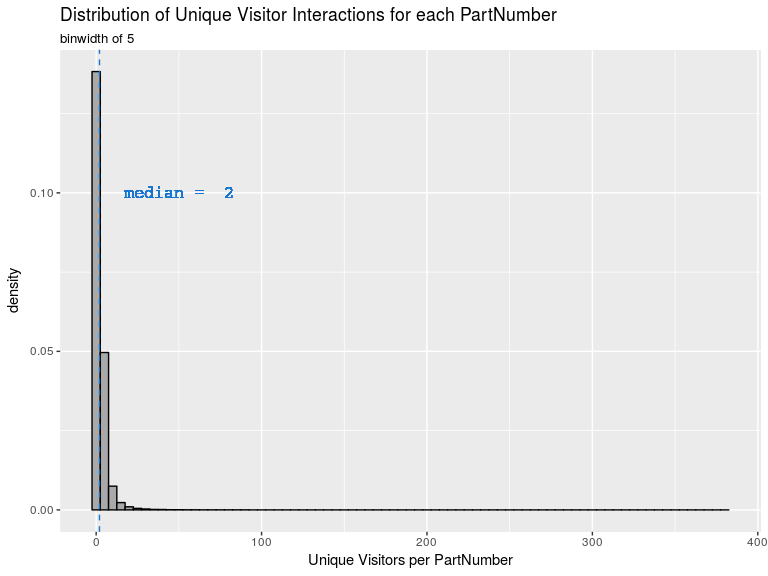 Distribution of Unique Visitor Interactions for each PartNumber
binwidth of 5
median =  2
density
0.10
0.05
0.00
0 100 200 300 400
Unique Visitors per PartNumber